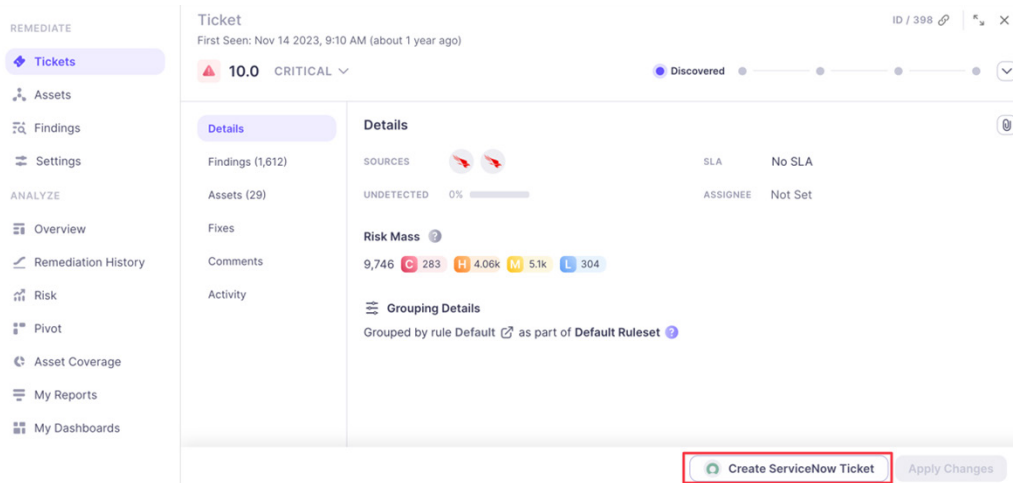 REMEDIATE
Tickets
Assets
Findings
Settings
ANALYZE
Overview
Remediation History
Risk
Pivot
Asset Coverage
My Reports
My Dashboards
Ticket
ID / 398
First Seen: Nov 14 2023, 9:10 AM (about 1 year ago)
10.0 CRITICAL
Discovered
Details
Findings (1,612)
Assets (29)
Fixes
Comments
Activity
Details
SOURCES
SLA No SLA
UNDETECTED 0%
ASSIGNEE Not Set
Risk Mass ?
9,746 C 283 H 4.06k M 5.1k L 304
Grouping Details
Grouped by rule Default as part of Default Ruleset ?
Create ServiceNow Ticket
Apply Changes